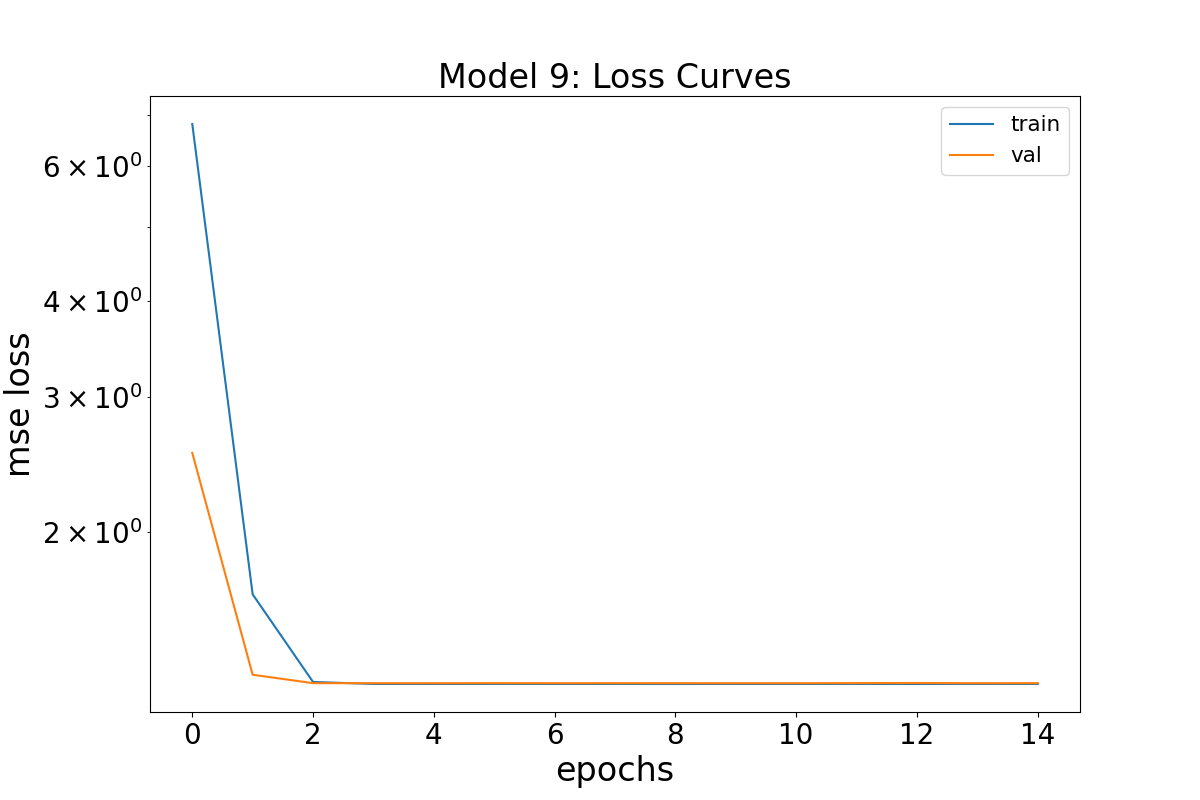 Model 9: Loss Curves
train
val
6 × 10⁰
4 × 10⁰
3 × 10⁰
2 × 10⁰
mse loss
0 2 4 6 8 10 12 14
epochs